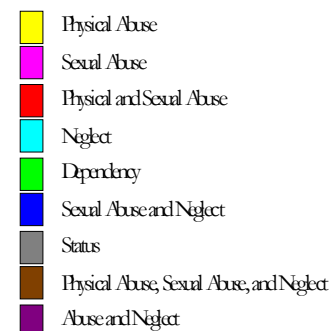 Physical Abuse
Sexual Abuse
Physical and Sexual Abuse
Neglect
Dependency
Sexual Abuse and Neglect
Status
Physical Abuse, Sexual Abuse, and Neglect
Abuse and Neglect